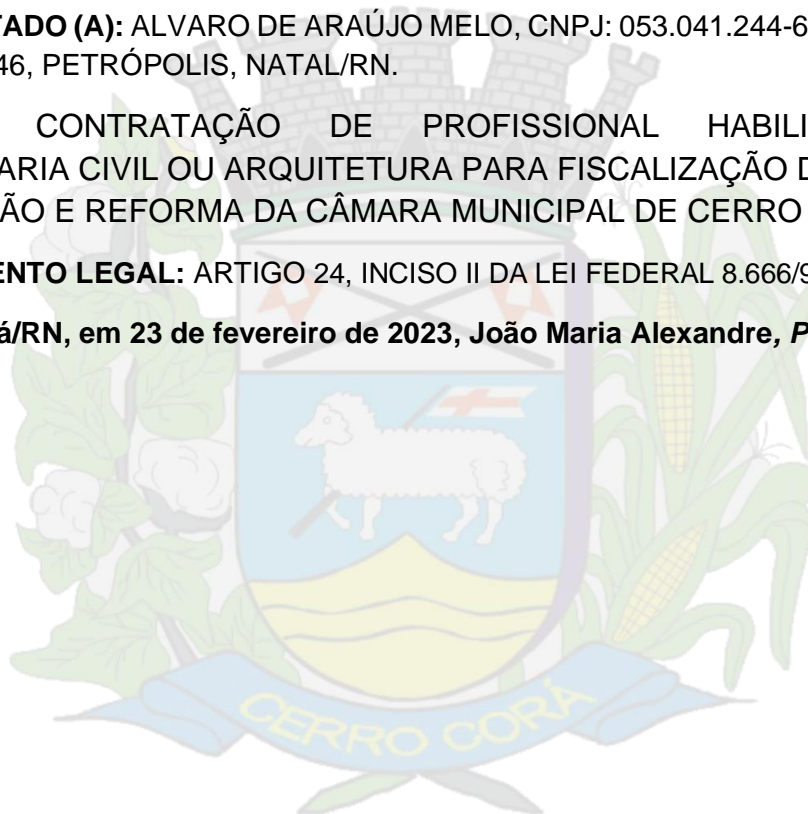 TADO (A): ALVARO DE ARAÚJO MELO, CNPJ: 053.041.244-6
46, PETRÓPOLIS, NATAL/RN.
CONTRATAÇÃO DE PROFISSIONAL HABILI
ARIA CIVIL OU ARQUITETURA PARA FISCALIZAÇÃO D
ÃO E REFORMA DA CÂMARA MUNICIPAL DE CERRO
ENTO LEGAL: ARTIGO 24, INCISO II DA LEI FEDERAL 8.666/9
á/RN, em 23 de fevereiro de 2023, João Maria Alexandre, P
CERRO CORÁ